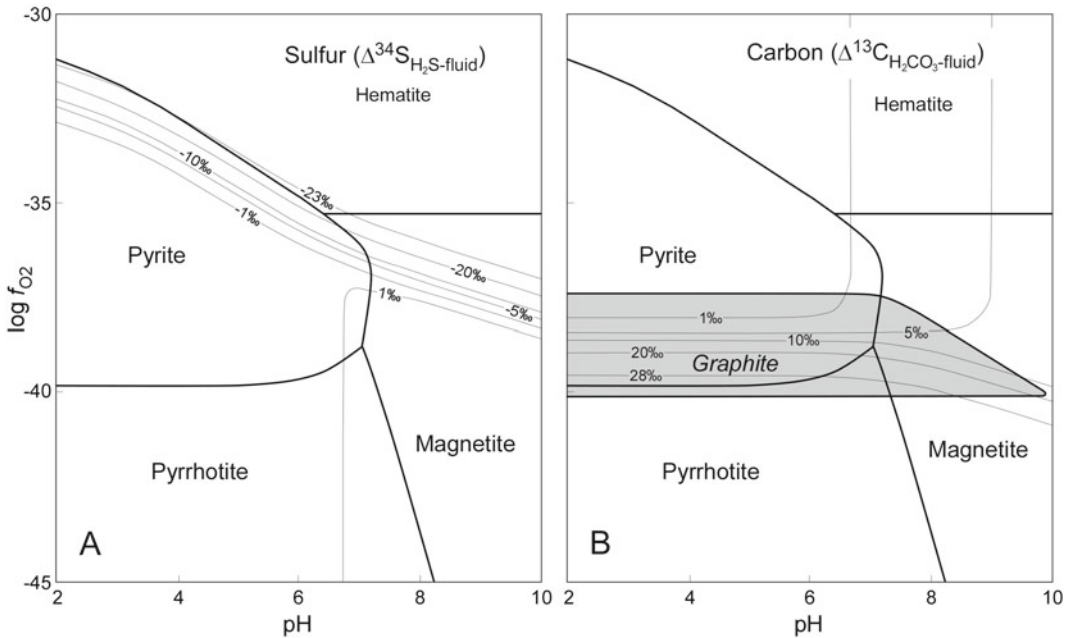 -30
-35
-40
-45
log fO2
Sulfur (Δ34SH2S-fluid)
Hematite
-10‰
-1‰
-23‰
-20‰
-5‰
1‰
Pyrite
Pyrrhotite
Magnetite
A
2 4 6 8 10
pH
Carbon (Δ13CH2CO3-fluid)
Hematite
Pyrite
1‰
5‰
10‰
20‰
Graphite
28‰
Magnetite
Pyrrhotite
B
2 4 6 8 10
pH